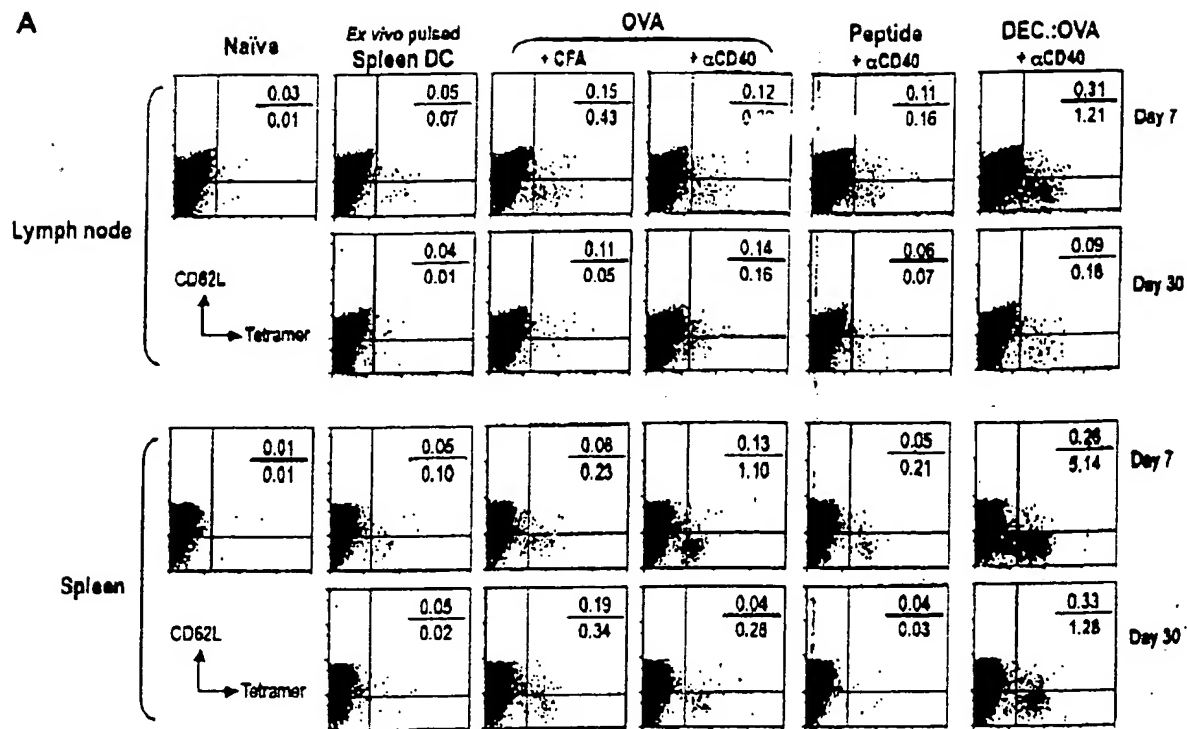 A
OVA
Naïve
Ex vivo pulsed
Spleen DC
+ CFA
+ αCD40
Peptide
+ αCD40
DEC.:OVA
+ αCD40
0.03 0.05 0.15 0.12 0.11 0.31
0.01 0.07 0.43 0.16 1.21
Day 7
Lymph node
0.04 0.11 0.14 0.06 0.09
0.01 0.05 0.16 0.07 0.18
Day 30
CD62L
Tetramer
0.01 0.06 0.08 0.13 0.05 0.26
0.01 0.10 0.23 1.10 0.21 5.14
Day 7
Spleen
0.05 0.19 0.04 0.04 0.33
0.02 0.34 0.28 0.03 1.28
Day 30
CD62L
Tetramer